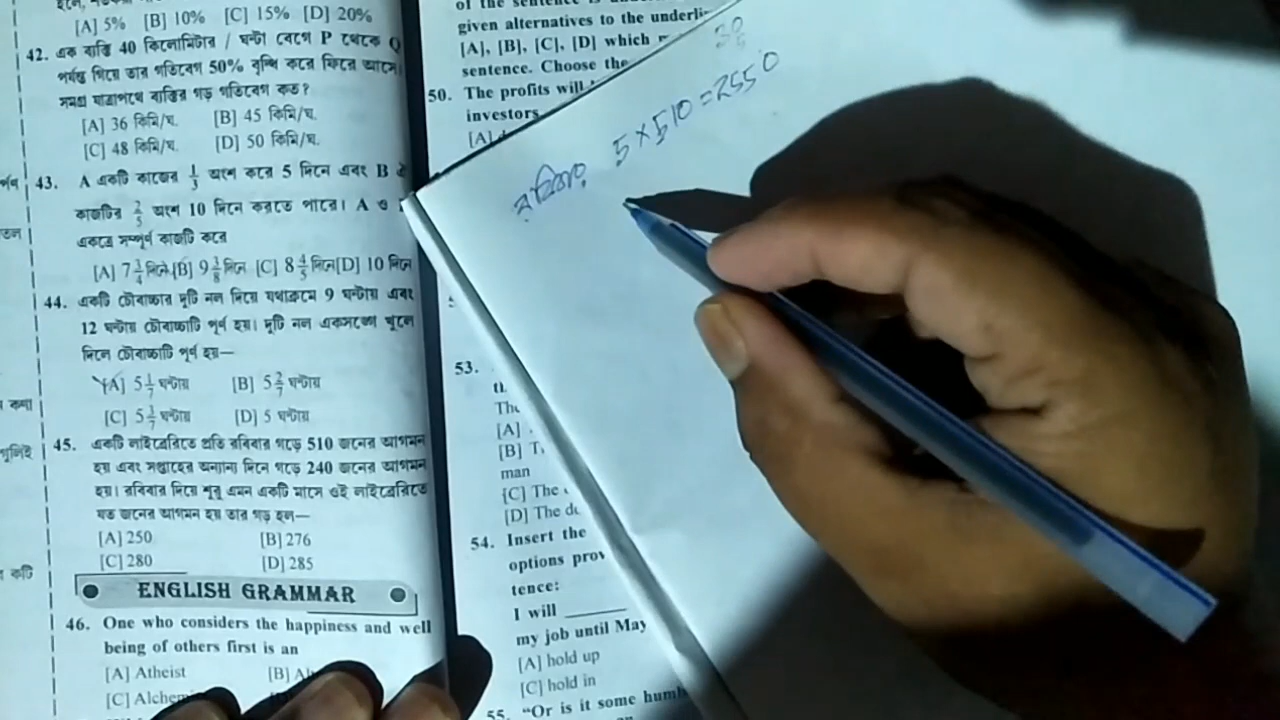 [A] 5% [B] 10% [C] 15% [D] 20%
42. এক ব্যক্তি 40 কিলোমিটার / ঘন্টা বেগে P থেকে Q
পর্যন্ত গিয়ে তার গতিবেগ 50% বৃদ্ধি করে ফিরে আসে।
সমগ্র যাত্রাপথে ব্যক্তির গড় গতিবেগ কত?
[A] 36 কিমি/ঘ. [B] 45 কিমি/ঘ.
[C] 48 কিমি/ঘ. [D] 50 কিমি/ঘ.
43. A একটি কাজের 1/3 অংশ করে 5 দিনে এবং B
কাজটির 2/5 অংশ 10 দিনে করতে পারে। A ও
একত্রে সম্পূর্ণ কাজটি করে
[A] 7 3/4 দিনে [B] 9 3/8 দিন [C] 8 4/5 দিন [D] 10 দিন
44. একটি চৌবাচ্চার দুটি নল দিয়ে যথাক্রমে 9 ঘন্টায় এবং
12 ঘন্টায় চৌবাচ্চাটি পূর্ণ হয়। দুটি নল একসঙ্গে খুলে
দিলে চৌবাচ্চাটি পূর্ণ হয়—
[A] 5 1/7 ঘন্টায় [B] 5 2/7 ঘন্টায়
[C] 5 3/7 ঘন্টায় [D] 5 ঘন্টায়
45. একটি লাইব্রেরিতে প্রতি রবিবার গড়ে 510 জনের আগমন
হয় এবং সপ্তাহের অন্যান্য দিনে গড়ে 240 জনের আগমন
হয়। রবিবার দিয়ে শুরু এমন একটি মাসে ওই লাইব্রেরিতে
যত জনের আগমন হয় তার গড় হল—
[A] 250 [B] 276
[C] 280 [D] 285
ENGLISH GRAMMAR
46. One who considers the happiness and well
being of others first is an
[A] Atheist [B]
[C]
given alternatives to the
[A], [B], [C], [D] which
sentence. Choose the
50. The profits will
investors
[A]
30
5 × 510 = 2550
53.
The
[A]
[B]
man
[C] The
[D] The
54. Insert the
options
tence:
I will ______
my job until May
[A] hold up
[C] hold in
55. “Or is it some